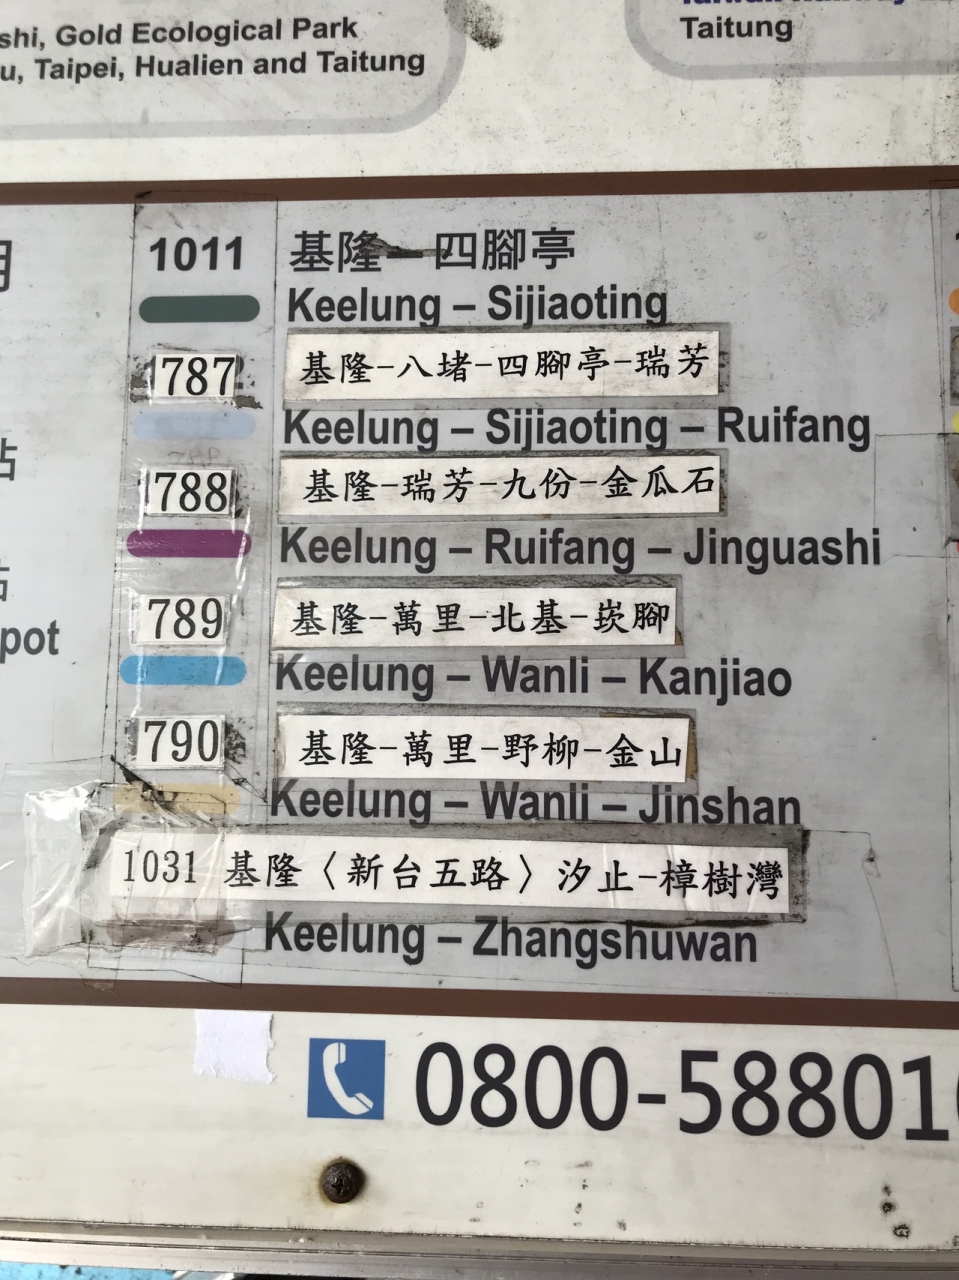 shi, Gold Ecological Park
u, Taipei, Hualien and Taitung
Taitung
1011 基隆－四腳亭
Keelung – Sijiaoting
787 基隆-八堵-四腳亭-瑞芳
Keelung – Sijiaoting – Ruifang
788 基隆-瑞芳-九份-金瓜石
Keelung – Ruifang – Jinguashi
789 基隆-萬里-北基-崁腳
Keelung – Wanli – Kanjiao
pot
790 基隆-萬里-野柳-金山
Keelung – Wanli – Jinshan
1031 基隆〈新台五路〉汐止-樟樹灣
Keelung – Zhangshuwan
0800-58801